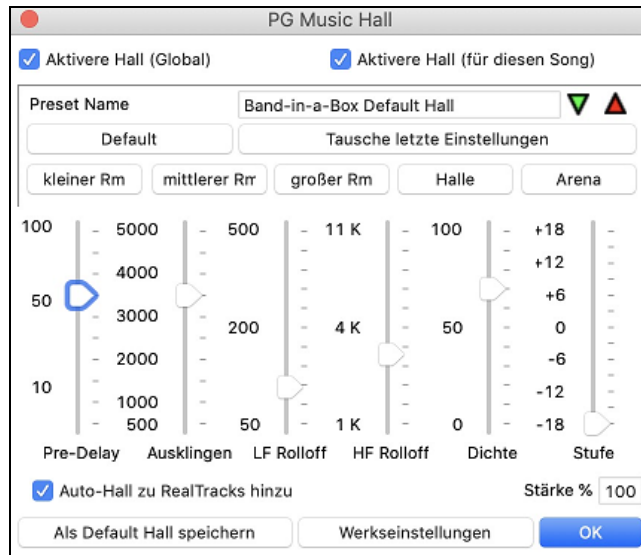 PG Music Hall
Aktivere Hall (Global) Aktivere Hall (für diesen Song)
Preset Name Band-in-a-Box Default Hall
Default Tausche letzte Einstellungen
kleiner Rm mittlerer Rm großer Rm Halle Arena
100 5000 500 11 K 100 +18
4000 +12
50 3000 +6
200 4 K 50 0
2000 -6
10 1000 -12
500 50 1 K 0 -18
Pre-Delay Ausklingen LF Rolloff HF Rolloff Dichte Stufe
Auto-Hall zu RealTracks hinzu Stärke % 100
Als Default Hall speichern Werkseinstellungen OK